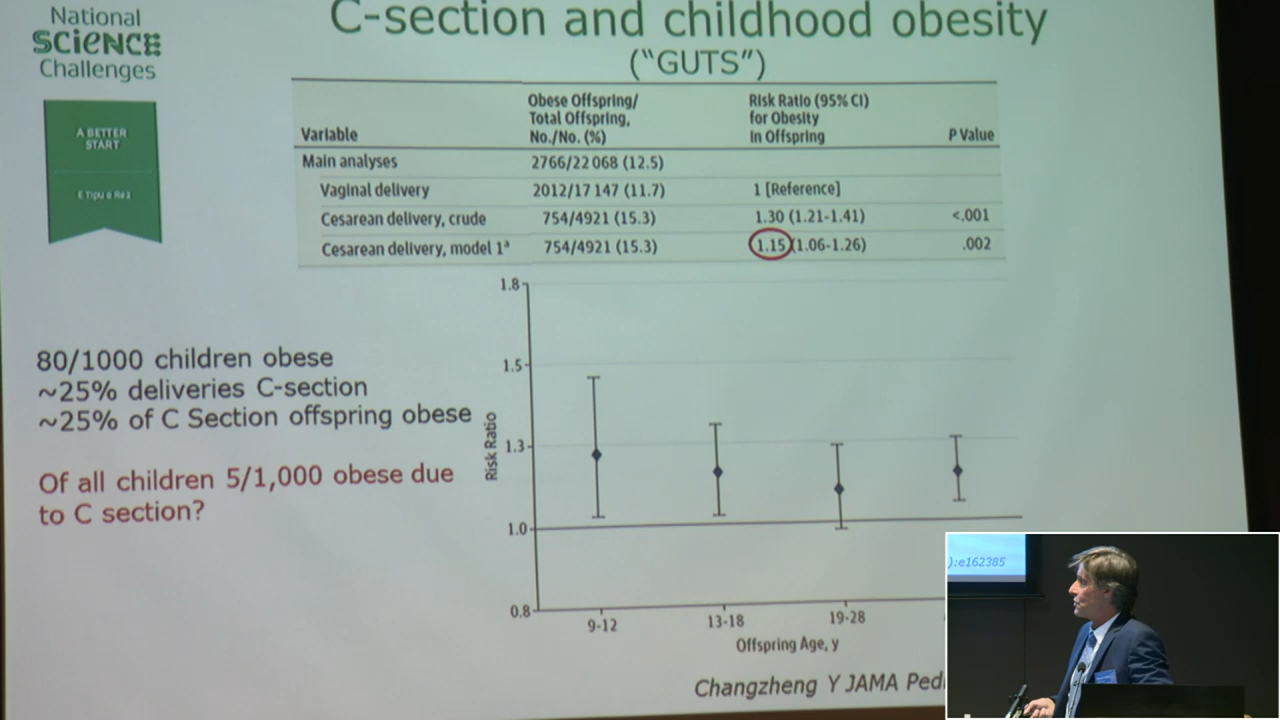 National
SCiENCE
Challenges
A BETTER
START
E Tipu e Rea
C-section and childhood obesity
("GUTS")
Variable
Obese Offspring/
Total Offspring,
No./No. (%)
Risk Ratio (95% CI)
for Obesity
in Offspring
P Value
Main analyses 2766/22 068 (12.5)
Vaginal delivery 2012/17 147 (11.7) 1 [Reference]
Cesarean delivery, crude 754/4921 (15.3) 1.30 (1.21-1.41) <.001
Cesarean delivery, model 1ª 754/4921 (15.3) 1.15 (1.06-1.26) .002
80/1000 children obese
~25% deliveries C-section
~25% of C Section offspring obese
Of all children 5/1,000 obese due
to C section?
Risk Ratio
1.8
1.5
1.3
1.0
0.8
9-12 13-18 19-28
Offspring Age, y
Changzheng Y JAMA Pedi
):e162385